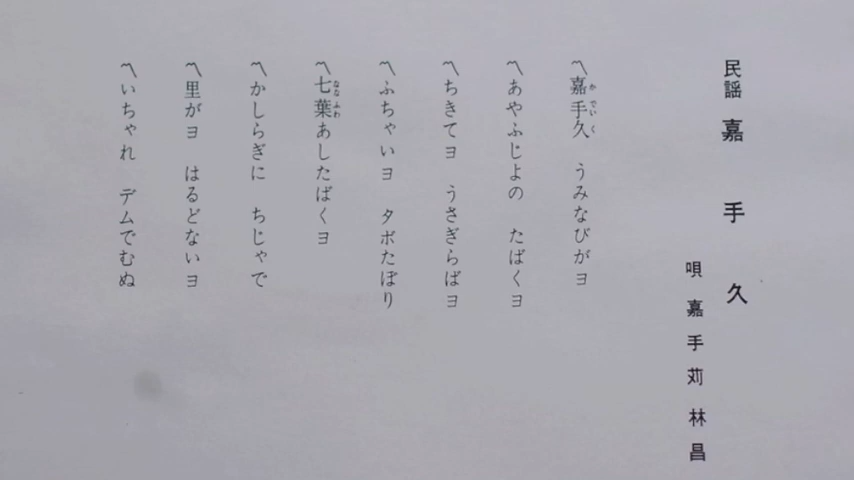 民謡 嘉手久
唄 嘉手苅林昌
〽嘉手久 うみなびがヨ
〽あやふじよの たばくヨ
〽ちきてヨ うさぎらばヨ
〽ふちゃいヨ タボたぼり
〽七葉あしたばくヨ
〽かしらぎに ちじゃで
〽里がヨ はるどないヨ
〽いちゃれ デムでむぬ